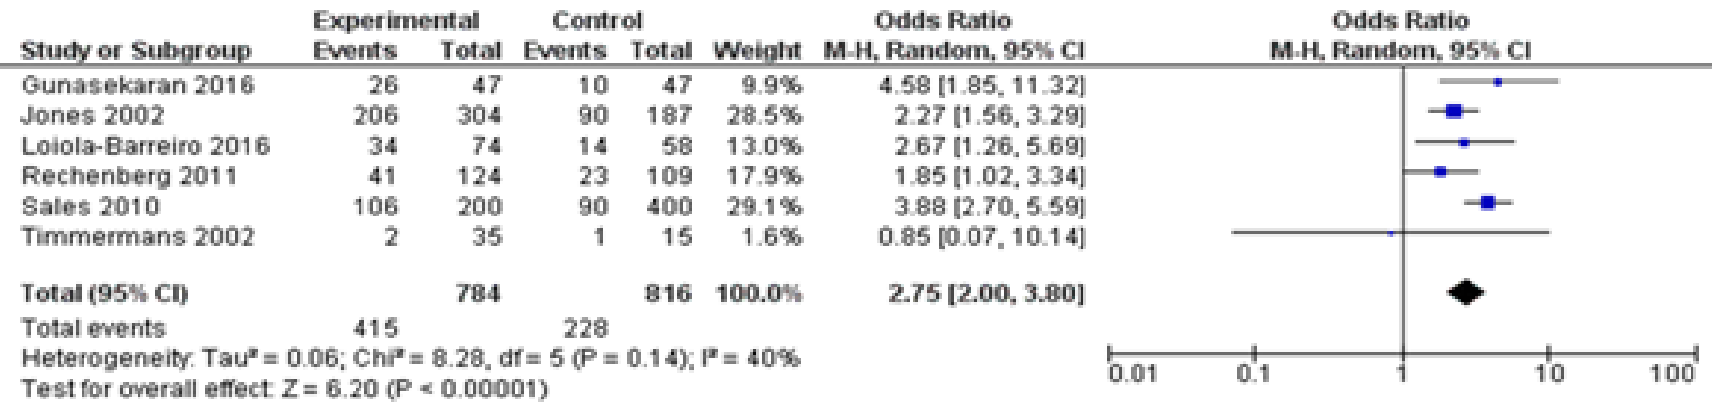 Experimental Control Odds Ratio Odds Ratio
Study or Subgroup Events Total Events Total Weight M-H, Random, 95% CI M-H, Random, 95% CI
Gunasekaran 2016 26 47 10 47 9.9% 4.58 [1.85, 11.32]
Jones 2002 206 304 90 187 28.5% 2.27 [1.56, 3.29]
Loiola-Barreiro 2016 34 74 14 58 13.0% 2.67 [1.26, 5.69]
Rechenberg 2011 41 124 23 109 17.9% 1.85 [1.02, 3.34]
Sales 2010 106 200 90 400 29.1% 3.88 [2.70, 5.59]
Timmermans 2002 2 35 1 15 1.6% 0.85 [0.07, 10.14]
Total (95% CI) 784 816 100.0% 2.75 [2.00, 3.80]
Total events 415 228
Heterogeneity: Tau² = 0.06; Chi² = 8.28, df = 5 (P = 0.14); I² = 40%
Test for overall effect: Z = 6.20 (P < 0.00001)
0.01 0.1 1 10 100